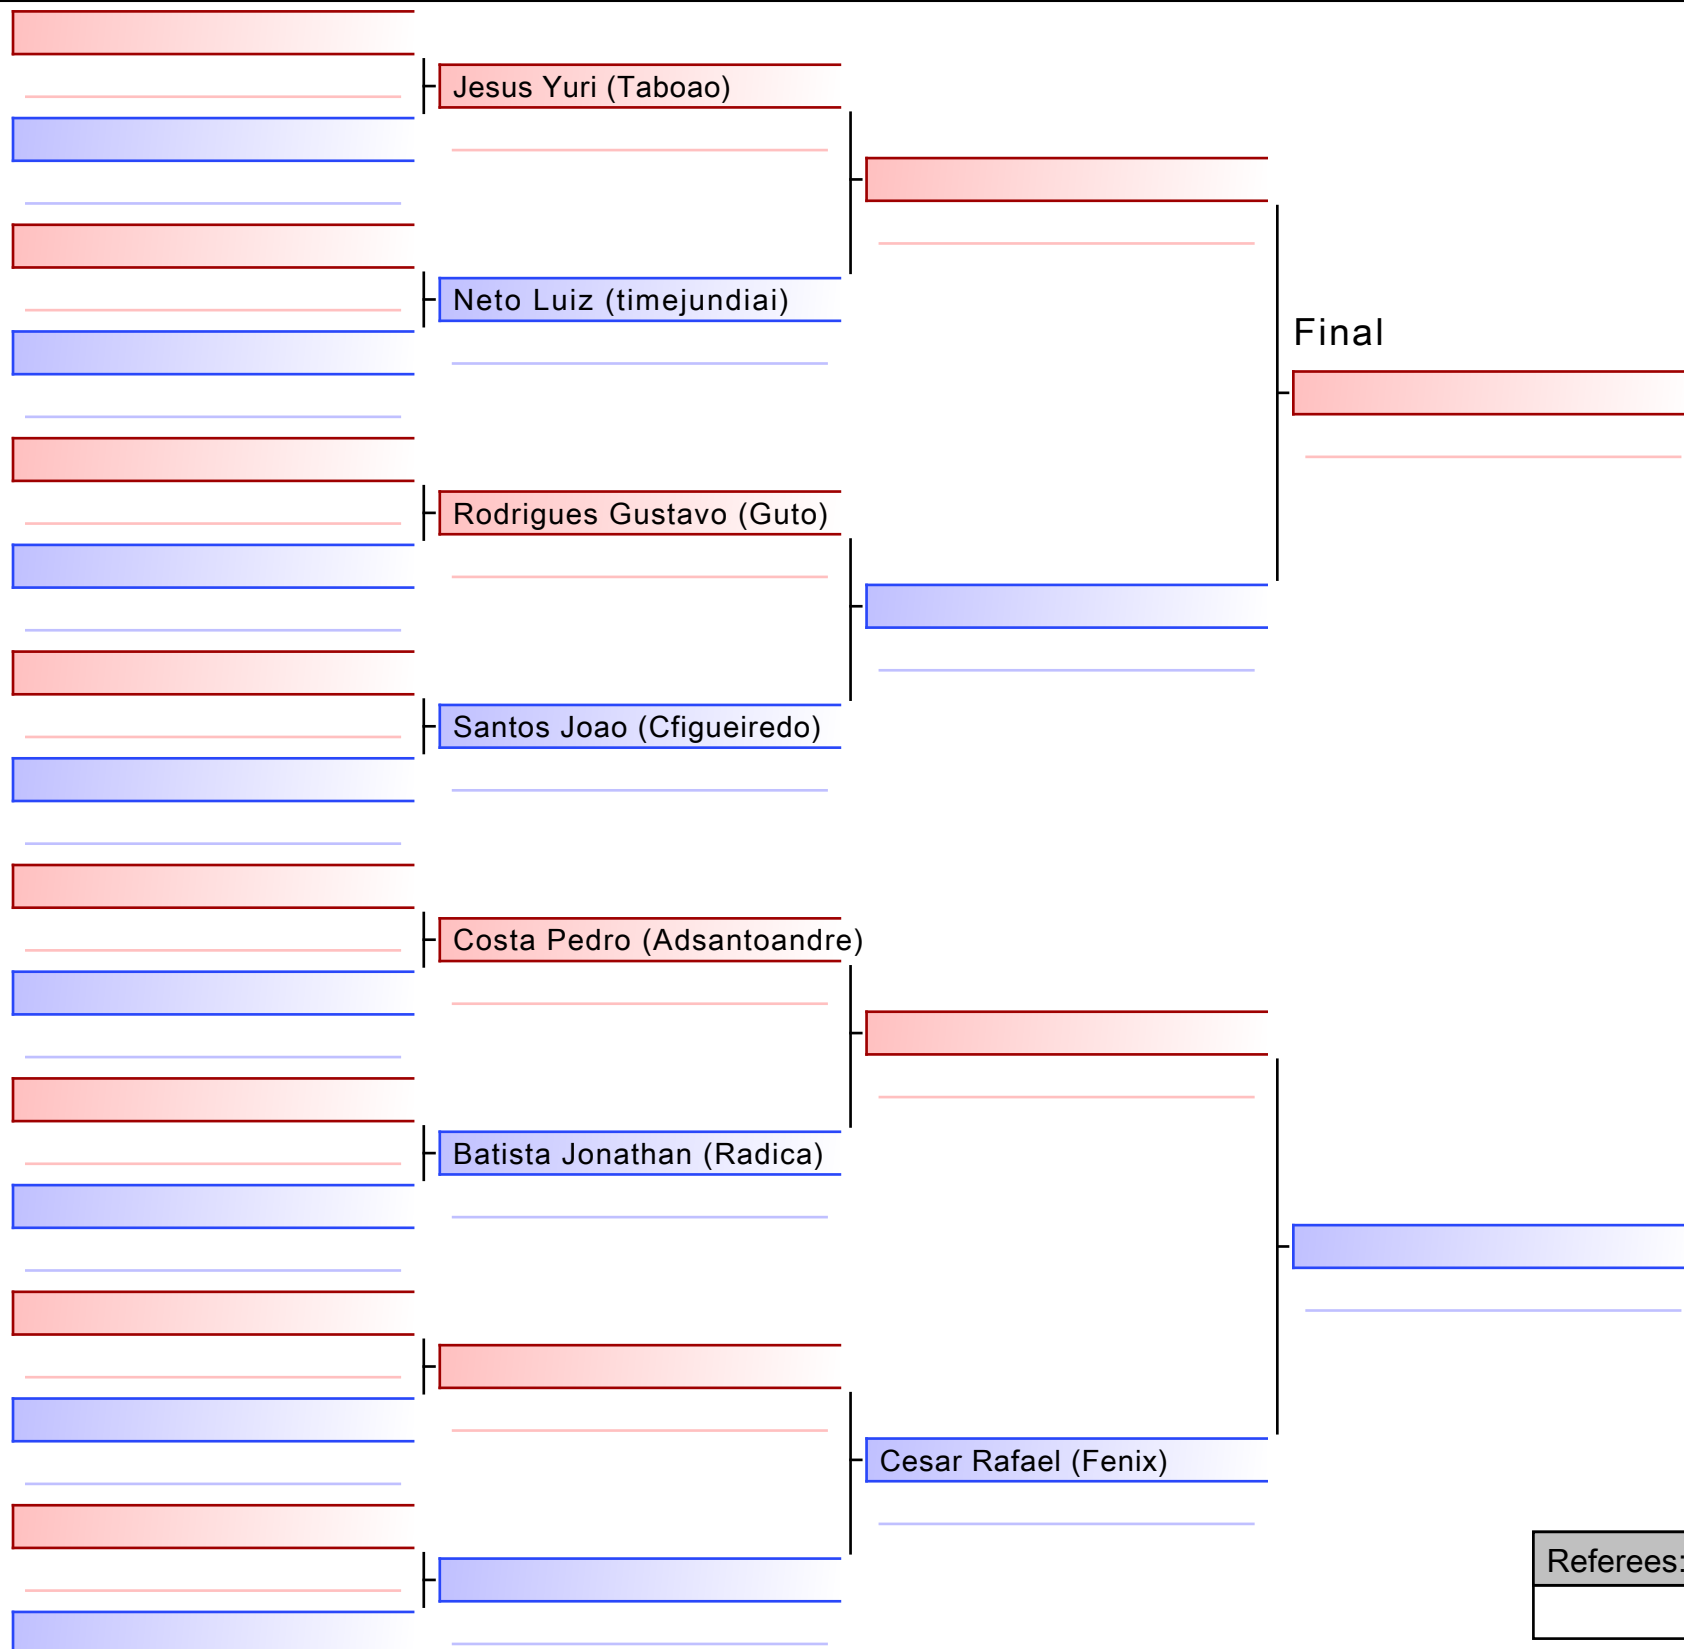 Jesus Yuri (Taboao)
Neto Luiz (timejundiai)
Final
Rodrigues Gustavo (Guto)
Santos Joao (Cfigueiredo)
Costa Pedro (Adsantoandre)
Batista Jonathan (Radica)
Cesar Rafael (Fenix)
Referees: